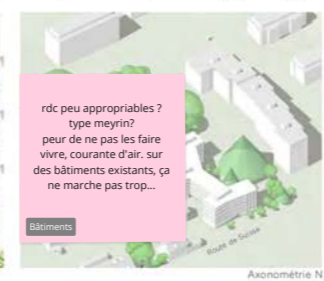 rdc peu appropriables ?
type meyrin?
peur de ne pas les faire
vivre, courante d'air. sur
des bâtiments existants, ça
ne marche pas trop...
Bâtiments
Route de Suisse
Axonométrie N